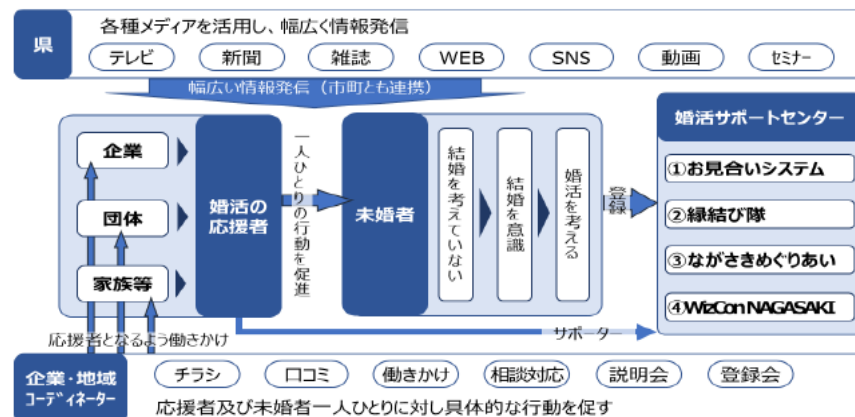 県
各種メディアを活用し、幅広く情報発信
テレビ
新聞
雑誌
WEB
SNS
動画
セミナー
幅広い情報発信（市町とも連携）
企業
団体
家族等
婚活の
応援者
一人ひとりの行動を促進
未婚者
結婚を考えていない
結婚を意識
婚活を考える
登録
婚活サポートセンター
①お見合いシステム
②縁結び隊
③ながさきめぐりあい
④WizCon NAGASAKI
応援者となるよう働きかけ
サポーター
企業・地域
コーディネーター
チラシ
口コミ
働きかけ
相談対応
説明会
登録会
応援者及び未婚者一人ひとりに対し具体的な行動を促す